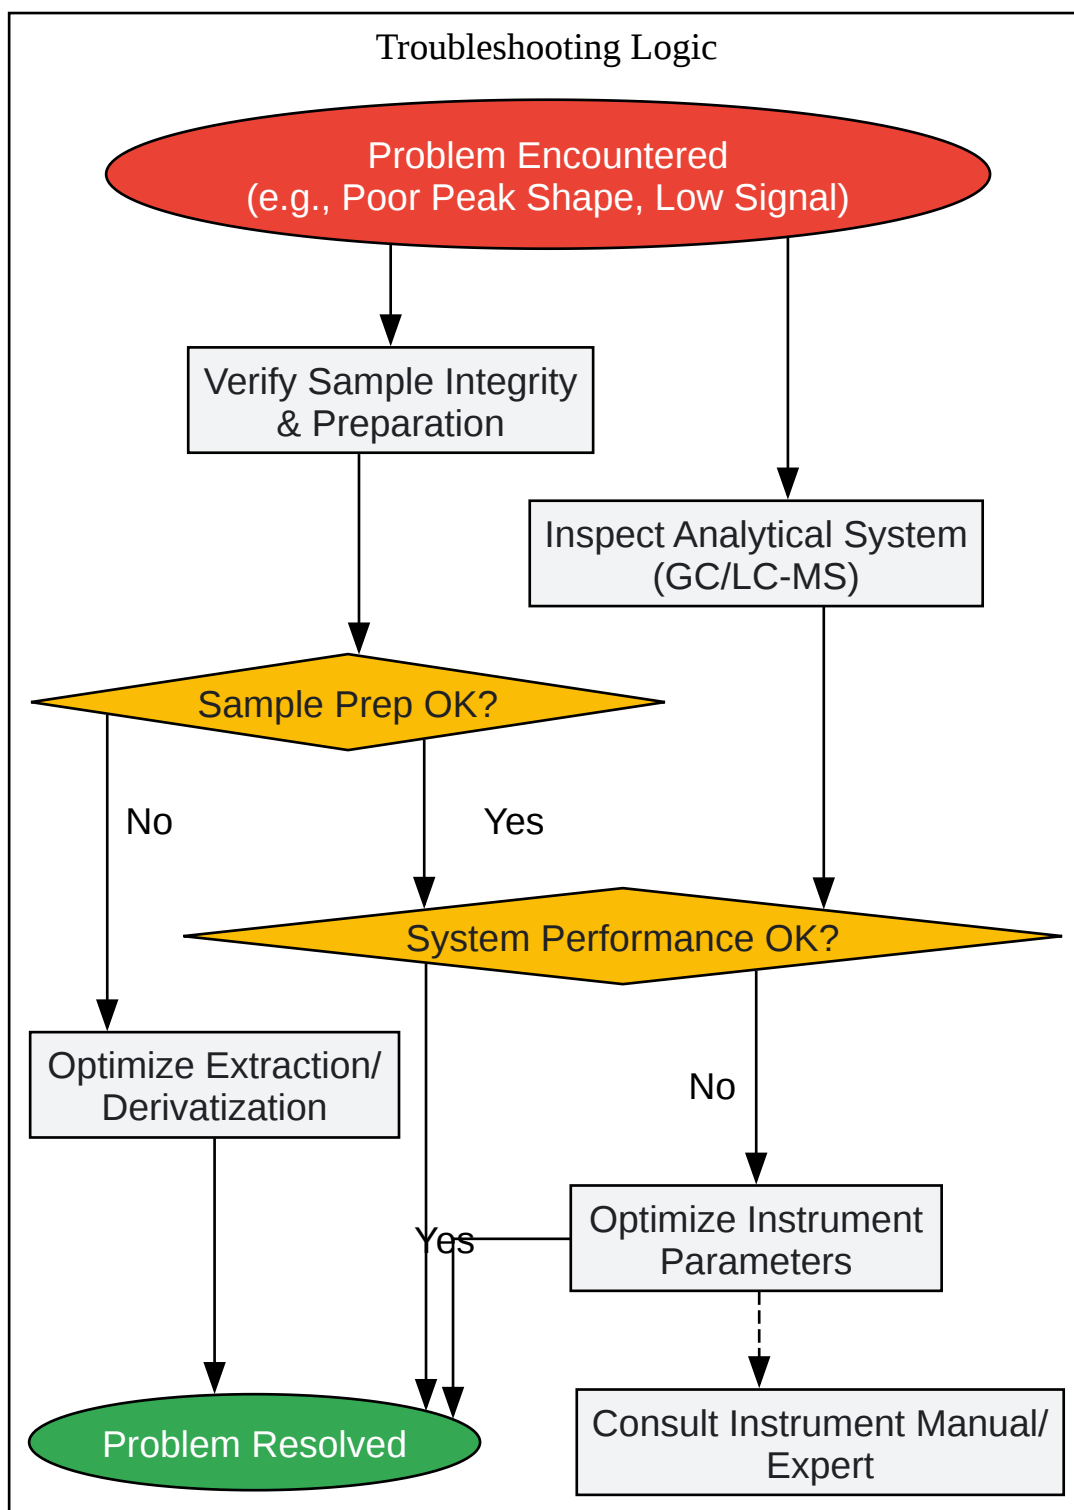 Troubleshooting Logic
Problem Encountered
(e.g., Poor Peak Shape, Low Signal)
Verify Sample Integrity
& Preparation
Inspect Analytical System
(GC/LC-MS)
Sample Prep OK?
No
Yes
System Performance OK?
Optimize Extraction/
Derivatization
No
Optimize Instrument
Parameters
Yes
Problem Resolved
Consult Instrument Manual/
Expert